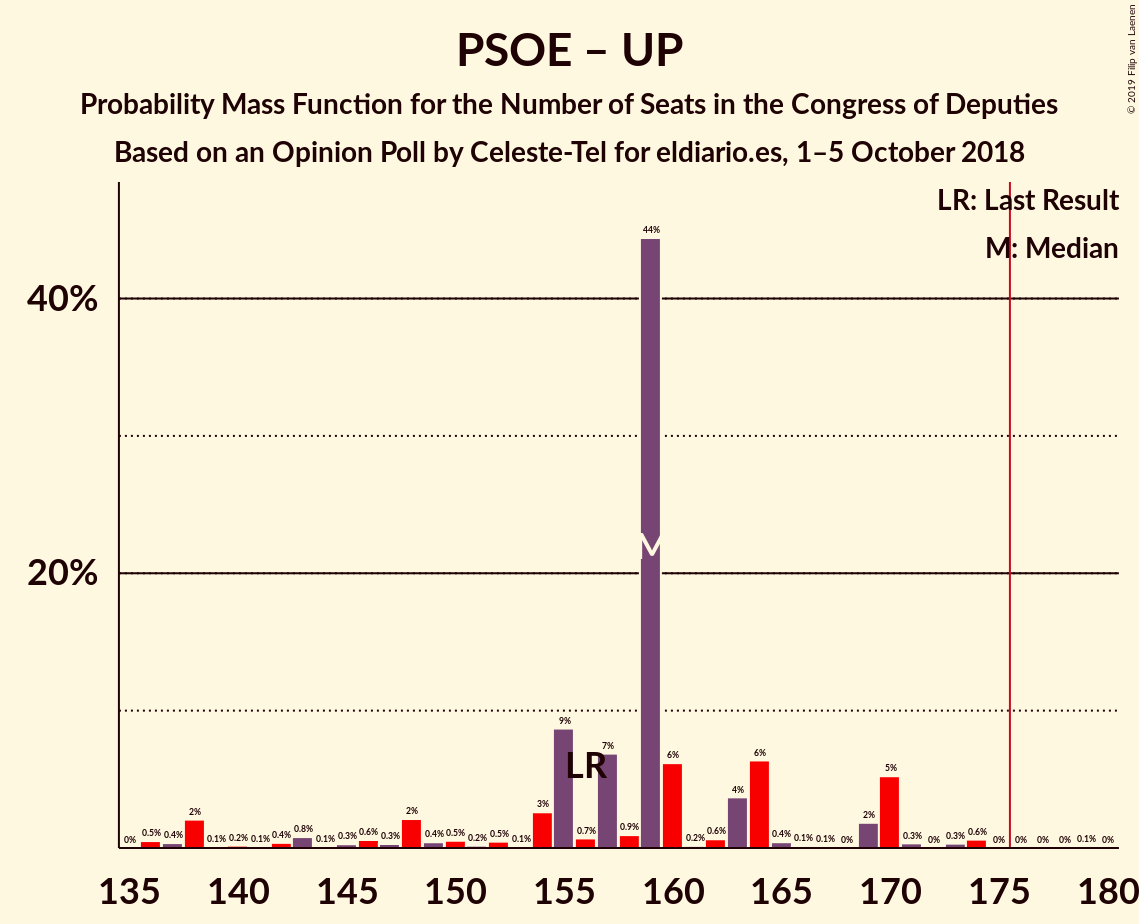 PSOE – UP
Probability Mass Function for the Number of Seats in the Congress of Deputies
Based on an Opinion Poll by Celeste-Tel for eldiario.es, 1–5 October 2018
© 2019 Filip van Laenen
LR: Last Result
M: Median
40%
20%
0% 0.5% 0.4% 2% 0.1% 0.2% 0.1% 0.4% 0.8% 0.1% 0.3% 0.6% 0.3% 2% 0.4% 0.5% 0.2% 0.5% 0.1% 3% 9% 0.7% 7% 0.9% 44% 6% 0.2% 0.6% 4% 6% 0.4% 0.1% 0.1% 0% 2% 5% 0.3% 0% 0.3% 0.6% 0% 0% 0% 0% 0.1% 0%
LR
M
135 140 145 150 155 160 165 170 175 180